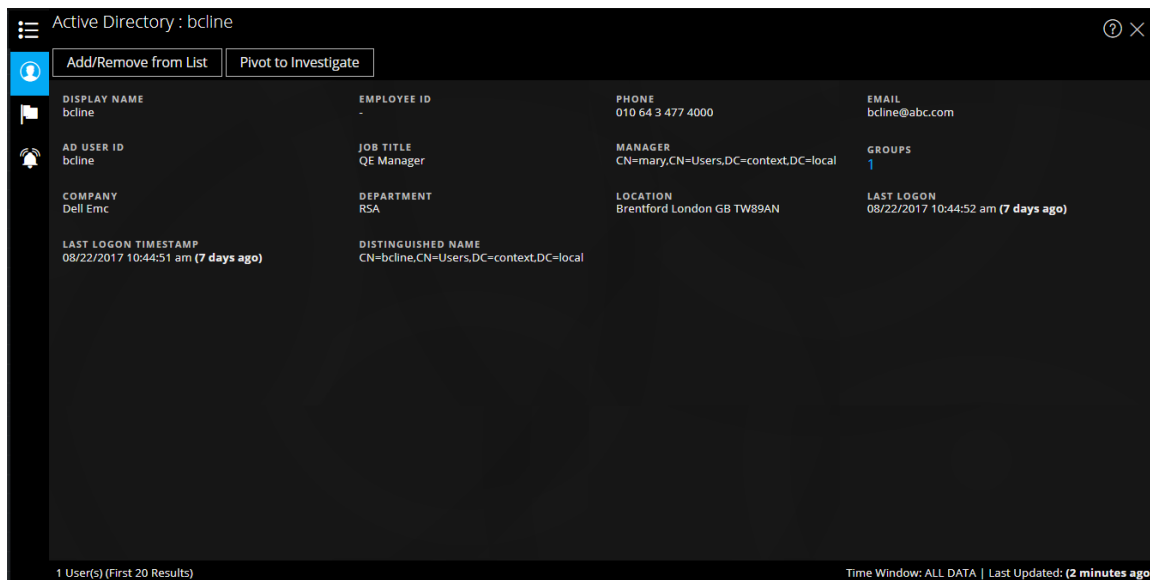 Active Directory : bcline
Add/Remove from List Pivot to Investigate
DISPLAY NAME EMPLOYEE ID PHONE EMAIL
bcline - 010 64 3 477 4000 bcline@abc.com
AD USER ID JOB TITLE MANAGER GROUPS
bcline QE Manager CN=mary,CN=Users,DC=context,DC=local 1
COMPANY DEPARTMENT LOCATION LAST LOGON
Dell Emc RSA Brentford London GB TW89AN 08/22/2017 10:44:52 am (7 days ago)
LAST LOGON TIMESTAMP DISTINGUISHED NAME
08/22/2017 10:44:51 am (7 days ago) CN=bcline,CN=Users,DC=context,DC=local
1 User(s) (First 20 Results) Time Window: ALL DATA | Last Updated: (2 minutes ago